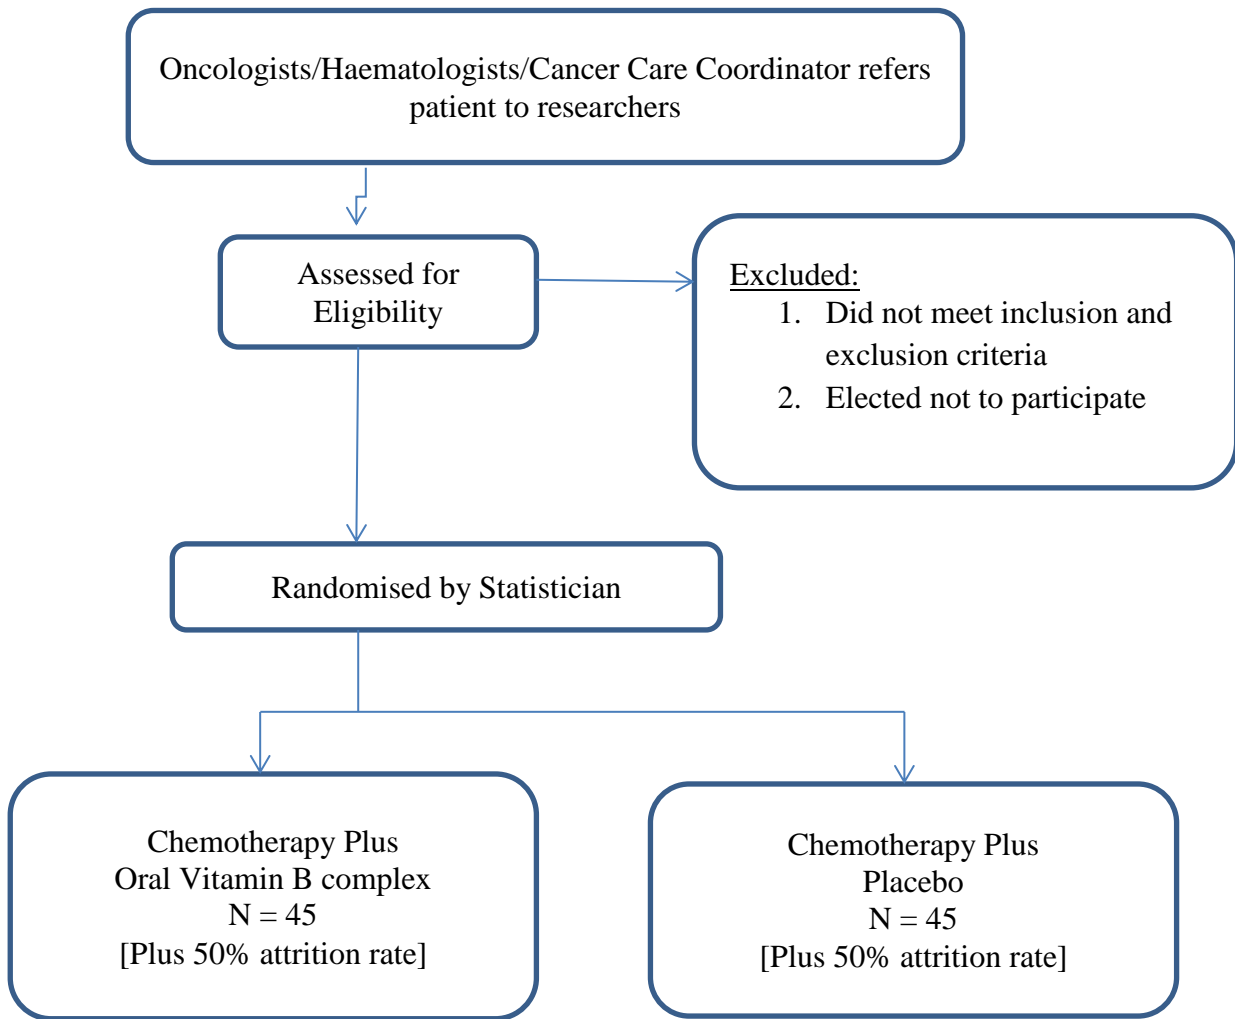 Oncologists/Haematologists/Cancer Care Coordinator refers
patient to researchers
Assessed for
Eligibility
Excluded:
1. Did not meet inclusion and
exclusion criteria
2. Elected not to participate
Randomised by Statistician
Chemotherapy Plus
Oral Vitamin B complex
N = 45
[Plus 50% attrition rate]
Chemotherapy Plus
Placebo
N = 45
[Plus 50% attrition rate]